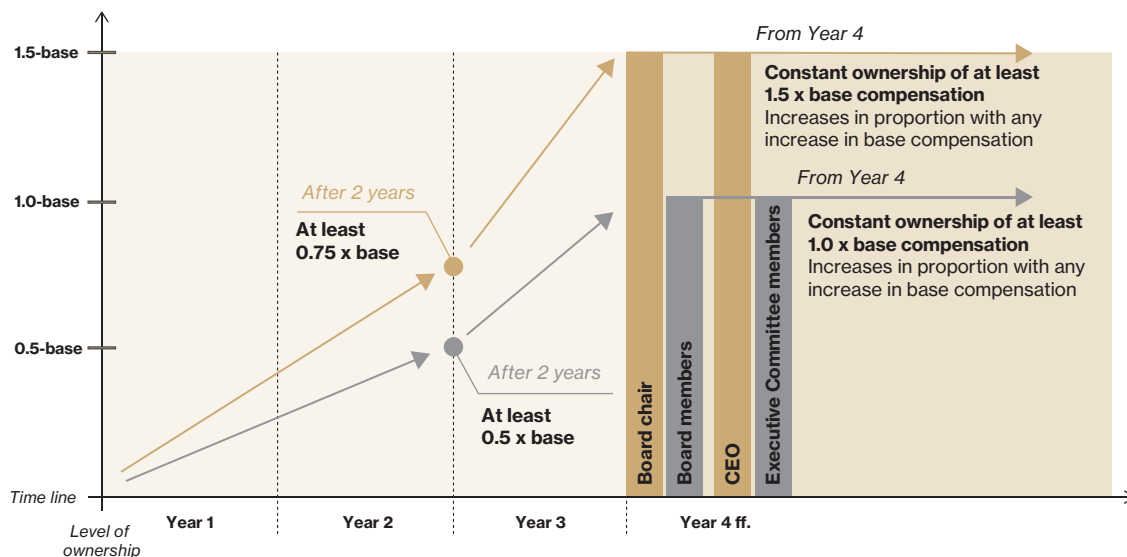 1.5-base
From Year 4
Constant ownership of at least
1.5 x base compensation
Increases in proportion with any
increase in base compensation
After 2 years
At least
0.75 x base
1.0-base
From Year 4
Constant ownership of at least
1.0 x base compensation
Increases in proportion with any
increase in base compensation
0.5-base
After 2 years
At least
0.5 x base
Board chair
Board members
CEO
Executive Committee members
Time line
Level of
ownership
Year 1
Year 2
Year 3
Year 4 ff.